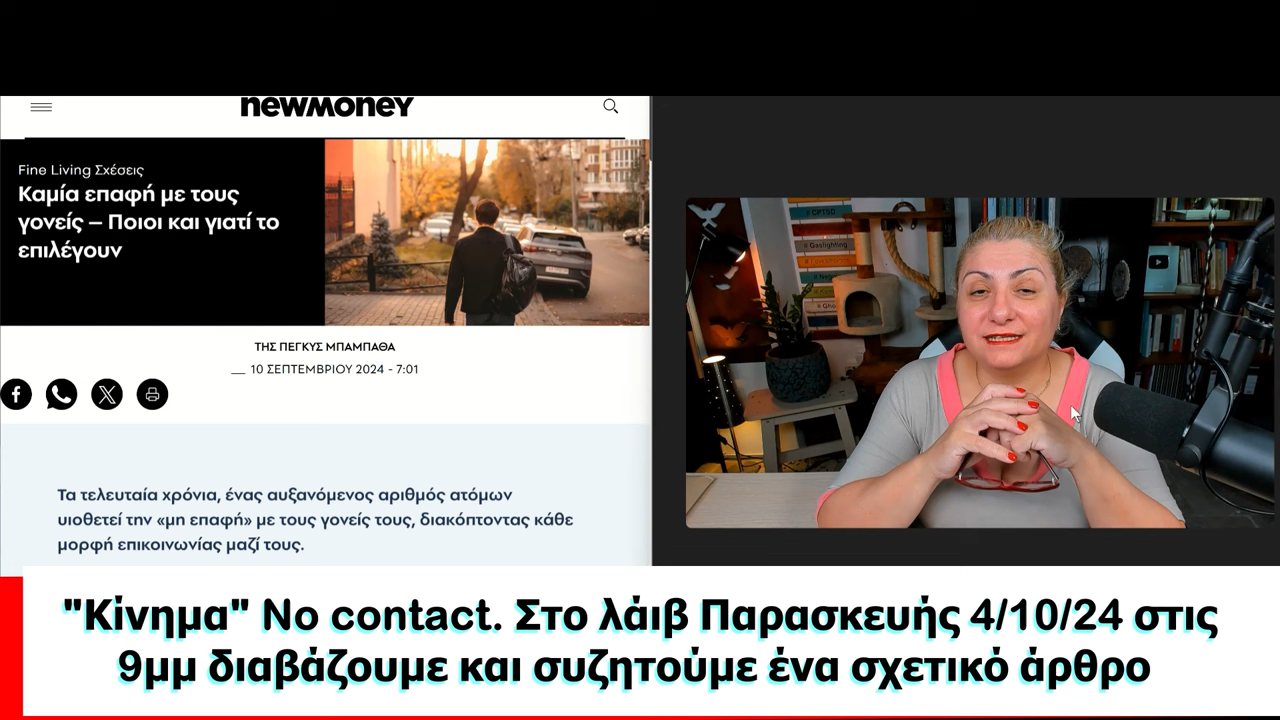 newmoney
Fine Living Σχέσεις
Καμία επαφή με τους
γονείς – Ποιοι και γιατί το
επιλέγουν
ΤΗΣ ΠΕΓΚΥΣ ΜΠΑΜΠΑΘΑ
10 ΣΕΠΤΕΜΒΡΙΟΥ 2024 - 7:01
Τα τελευταία χρόνια, ένας αυξανόμενος αριθμός ατόμων
υιοθετεί την «μη επαφή» με τους γονείς τους, διακόπτοντας κάθε
μορφή επικοινωνίας μαζί τους.
# CPTSD
# Gaslighting
"Κίνημα" No contact. Στο λάιβ Παρασκευής 4/10/24 στις
9μμ διαβάζουμε και συζητούμε ένα σχετικό άρθρο